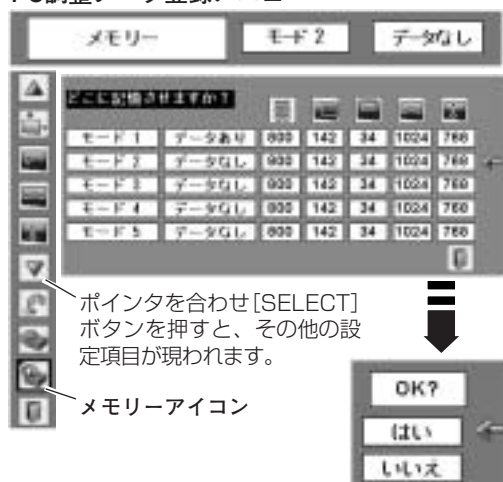 メモリー モード 2 データなし
どこに記憶させますか?
モード 1 データあり 800 142 34 1024 768
モード 2 データなし 800 142 34 1024 768
モード 3 データなし 800 142 34 1024 768
モード 4 データなし 800 142 34 1024 768
モード 5 データなし 800 142 34 1024 768
ポインタを合わせ[SELECT]
ボタンを押すと、その他の設
定項目が現われます。
メモリーアイコン
OK?
はい
いいえ